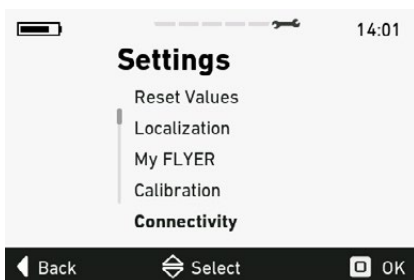 14:01
Settings
Reset Values
Localization
My FLYER
Calibration
Connectivity
Back Select OK